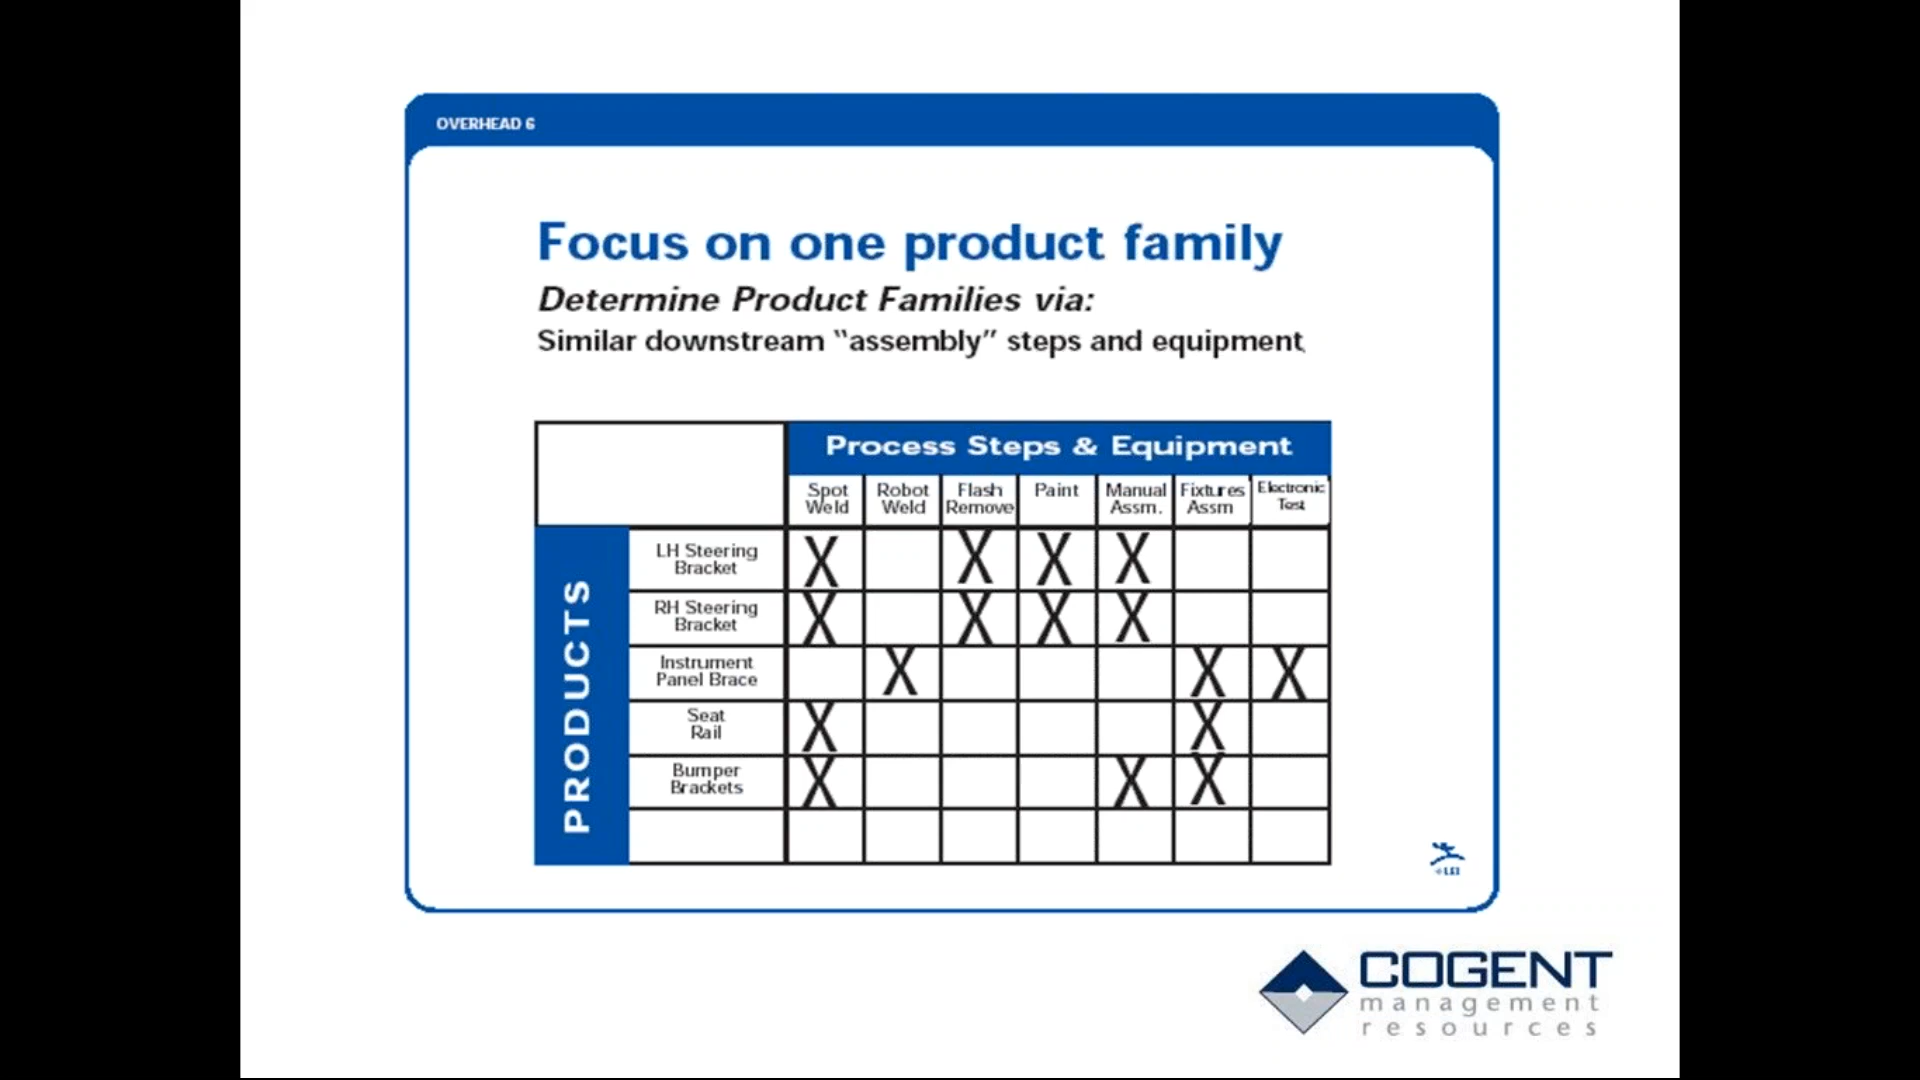 OVERHEAD 6
Focus on one product family
Determine Product Families via:
Similar downstream “assembly” steps and equipment
Process Steps & Equipment
Spot Weld
Robot Weld
Flash Remove
Paint
Manual Assm.
Fixtures Assm
Electronic Test
PRODUCTS
LH Steering Bracket X X X X
RH Steering Bracket X X X X
Instrument Panel Brace X X X
Seat Rail X X
Bumper Brackets X X X
©LEI
COGENT
management
resources